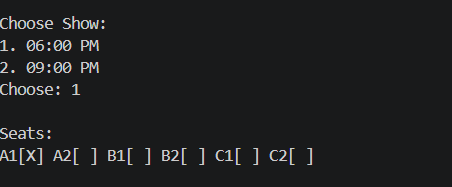 Choose Show:
1. 06:00 PM
2. 09:00 PM
Choose: 1
Seats:
A1[X] A2[ ] B1[ ] B2[ ] C1[ ] C2[ ]